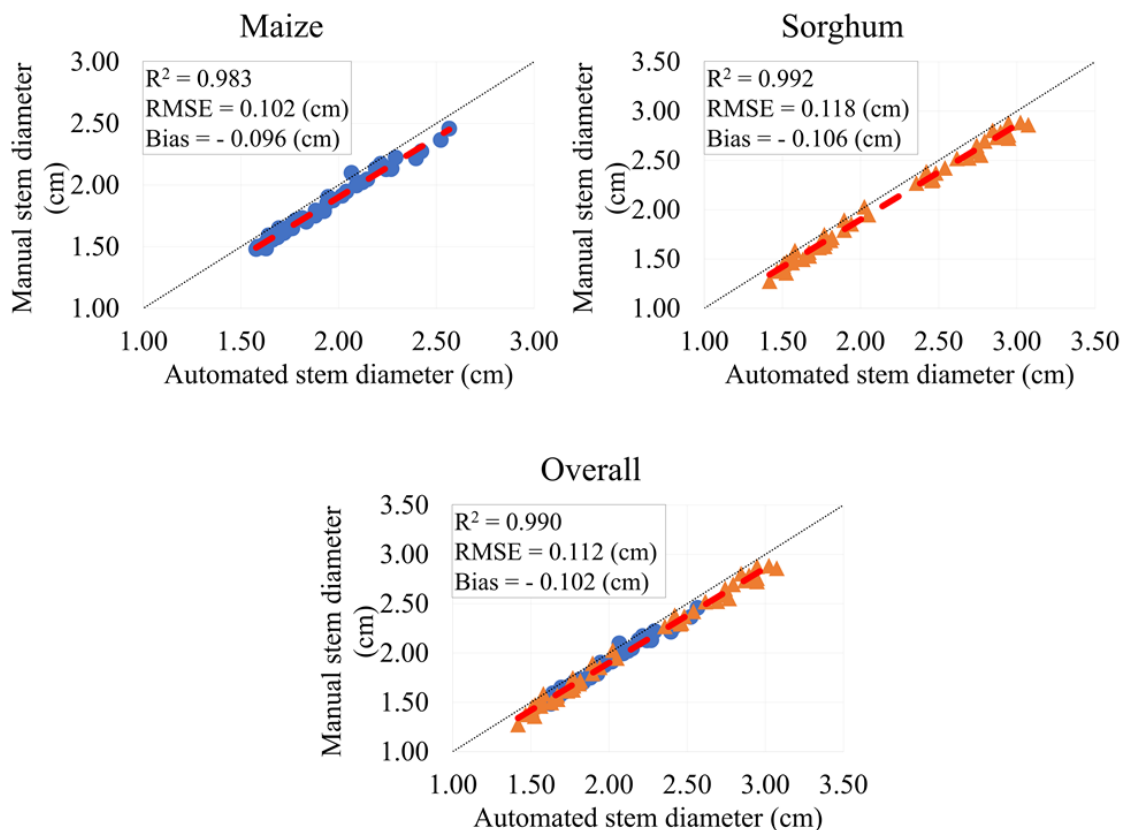 Maize
Manual stem diameter
(cm)
3.00
2.50
2.00
1.50
1.00
R² = 0.983
RMSE = 0.102 (cm)
Bias = - 0.096 (cm)
1.00 1.50 2.00 2.50 3.00
Automated stem diameter (cm)
Sorghum
Manual stem diameter
(cm)
3.50
3.00
2.50
2.00
1.50
1.00
R² = 0.992
RMSE = 0.118 (cm)
Bias = - 0.106 (cm)
1.00 1.50 2.00 2.50 3.00 3.50
Automated stem diameter (cm)
Overall
Manual stem diameter
(cm)
3.50
3.00
2.50
2.00
1.50
1.00
R² = 0.990
RMSE = 0.112 (cm)
Bias = - 0.102 (cm)
1.00 1.50 2.00 2.50 3.00 3.50
Automated stem diameter (cm)